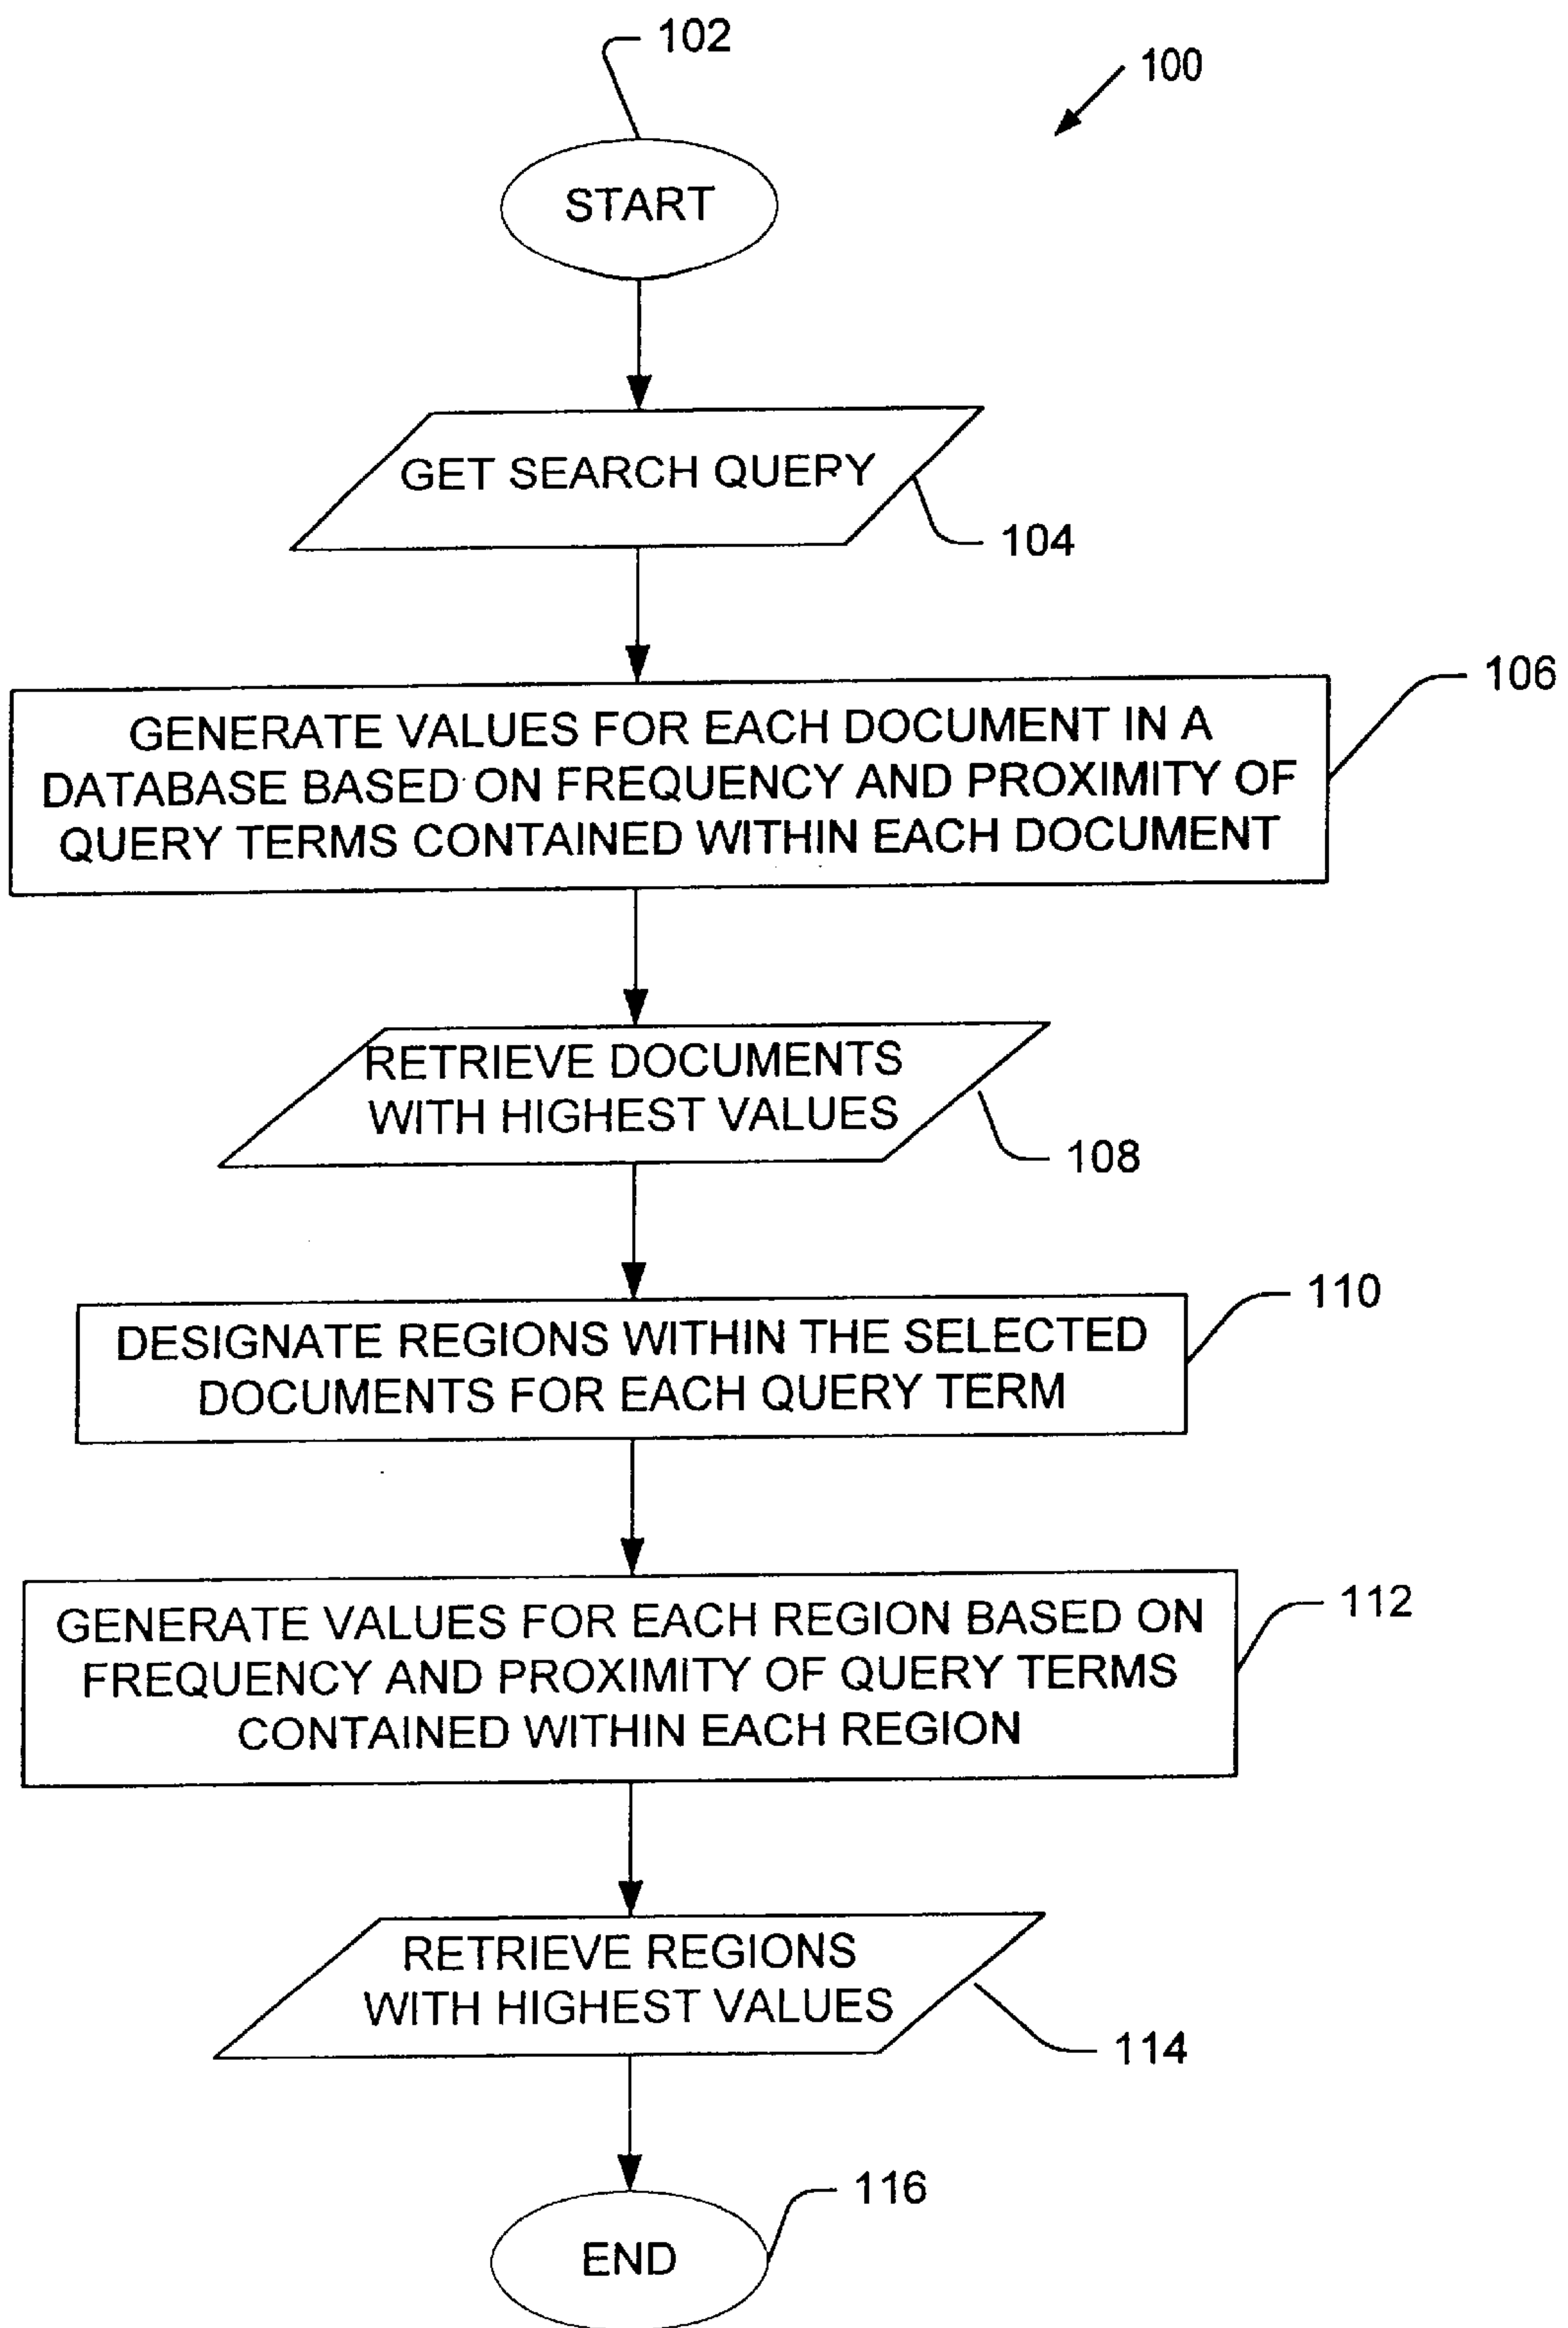 102
100
START
GET SEARCH QUERY
104
106
GENERATE VALUES FOR EACH DOCUMENT IN A
DATABASE BASED ON FREQUENCY AND PROXIMITY OF
QUERY TERMS CONTAINED WITHIN EACH DOCUMENT
RETRIEVE DOCUMENTS
WITH HIGHEST VALUES
108
110
DESIGNATE REGIONS WITHIN THE SELECTED
DOCUMENTS FOR EACH QUERY TERM
112
GENERATE VALUES FOR EACH REGION BASED ON
FREQUENCY AND PROXIMITY OF QUERY TERMS
CONTAINED WITHIN EACH REGION
RETRIEVE REGIONS
WITH HIGHEST VALUES
114
116
END